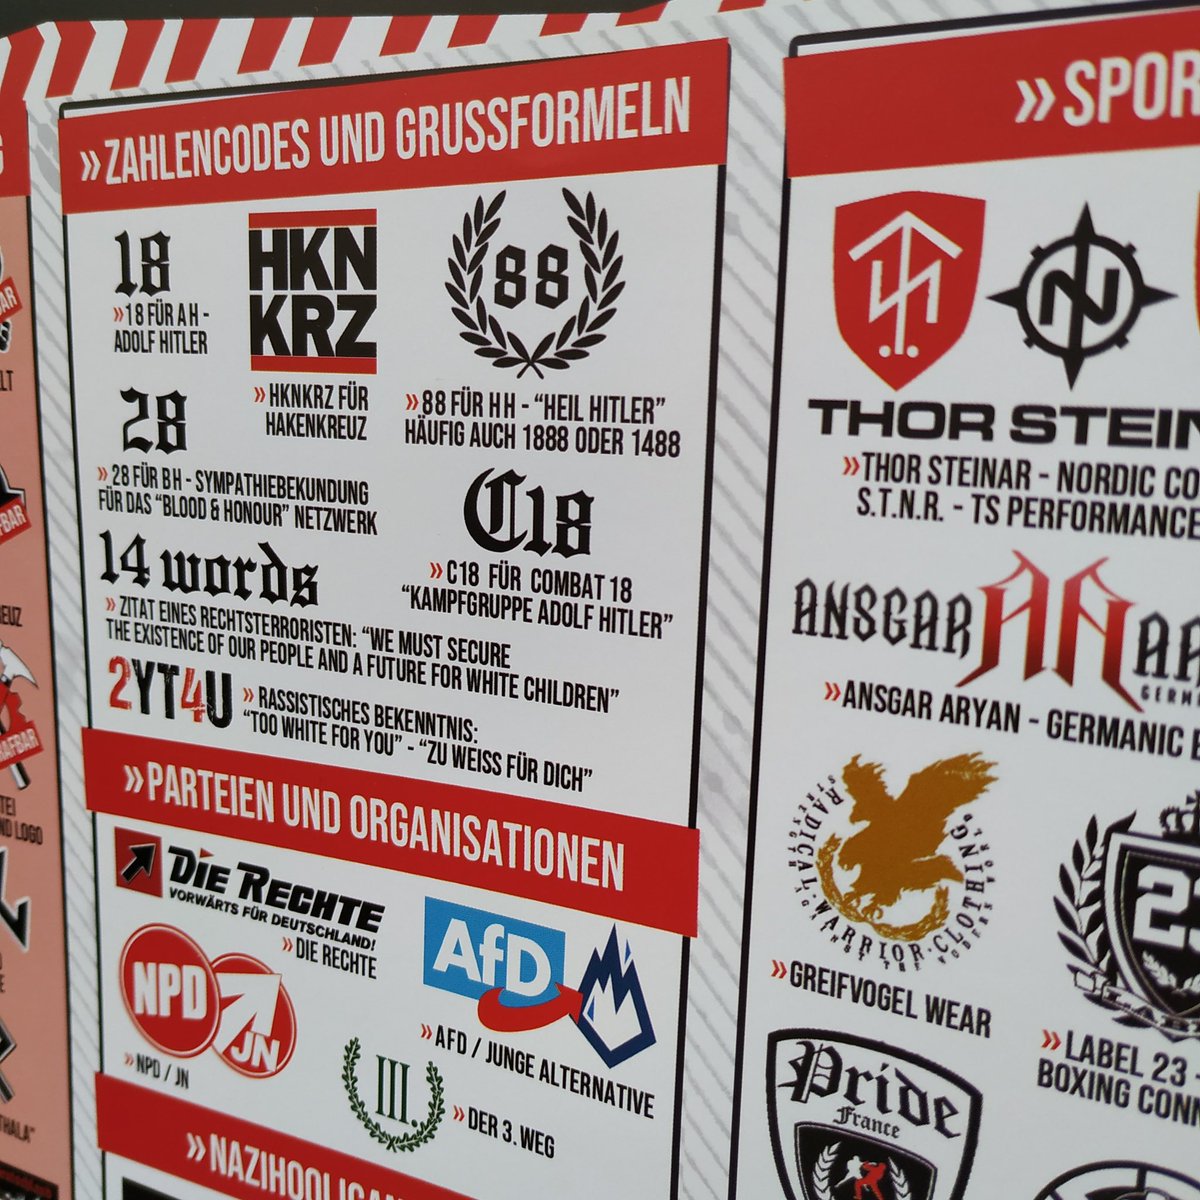 »ZAHLENCODES UND GRUSSFORMELN
18
»18 FÜR A H -
ADOLF HITLER
HKN
KRZ
»HKNKRZ FÜR
HAKENKREUZ
88
»88 FÜR H H - “HEIL HITLER”
HÄUFIG AUCH 1888 ODER 1488
28
»28 FÜR B H - SYMPATHIEBEKUNDUNG
FÜR DAS “BLOOD & HONOUR” NETZWERK
C18
»C18 FÜR COMBAT 18
“KAMPFGRUPPE ADOLF HITLER”
14 words
»ZITAT EINES RECHTSTERRORISTEN: “WE MUST SECURE
THE EXISTENCE OF OUR PEOPLE AND A FUTURE FOR WHITE CHILDREN”
2YT4U
»RASSISTISCHES BEKENNTNIS:
“TOO WHITE FOR YOU” - “ZU WEISS FÜR DICH”
»PARTEIEN UND ORGANISATIONEN
DIE RECHTE
VORWÄRTS FÜR DEUTSCHLAND!
»DIE RECHTE
AfD
»AFD / JUNGE ALTERNATIVE
NPD
JN
»NPD / JN
III.
»DER 3. WEG
»NAZIHOOLIGAN
»SPOR
THOR STEIN
»THOR STEINAR - NORDIC CO
S.T.N.R. - TS PERFORMANCE
ANSGAR
GERM
»ANSGAR ARYAN - GERMANIC
RADICAL · WARRIOR · CLOTHING
»GREIFVOGEL WEAR
»LABEL 23 -
BOXING CONN
Pride
France
LOGO